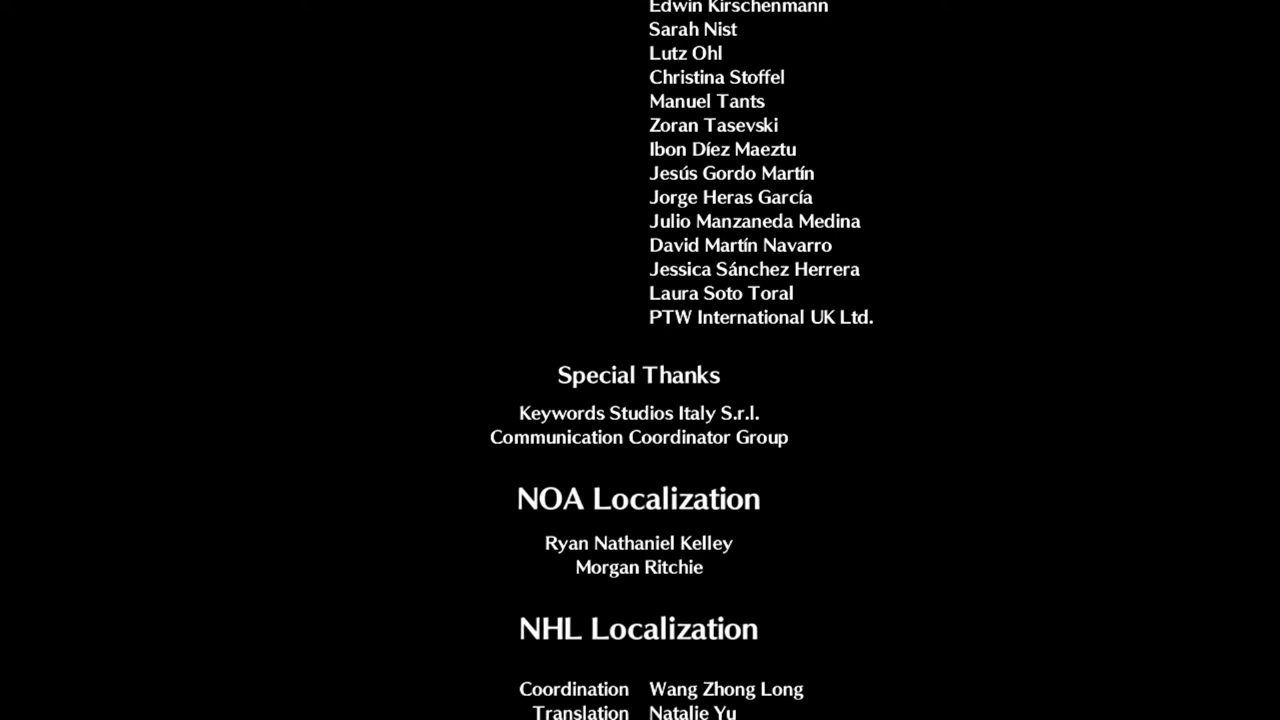 Edwin Kirschenmann
Sarah Nist
Lutz Ohl
Christina Stoffel
Manuel Tants
Zoran Tasevski
Ibon Díez Maeztu
Jesús Gordo Martín
Jorge Heras García
Julio Manzaneda Medina
David Martín Navarro
Jessica Sánchez Herrera
Laura Soto Toral
PTW International UK Ltd.
Special Thanks
Keywords Studios Italy S.r.l.
Communication Coordinator Group
NOA Localization
Ryan Nathaniel Kelley
Morgan Ritchie
NHL Localization
Coordination Wang Zhong Long
Translation Natalie Yu